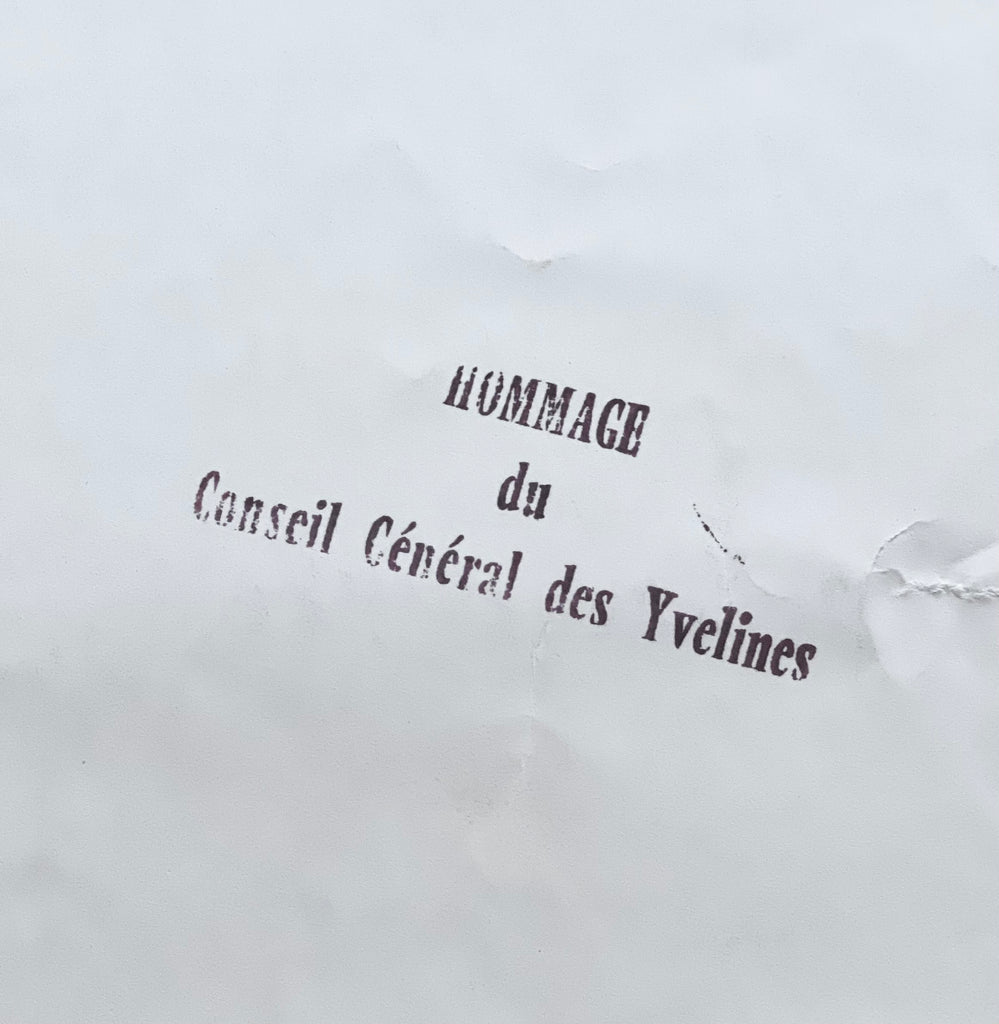 HOMMAGE
du
Conseil Général des Yvelines